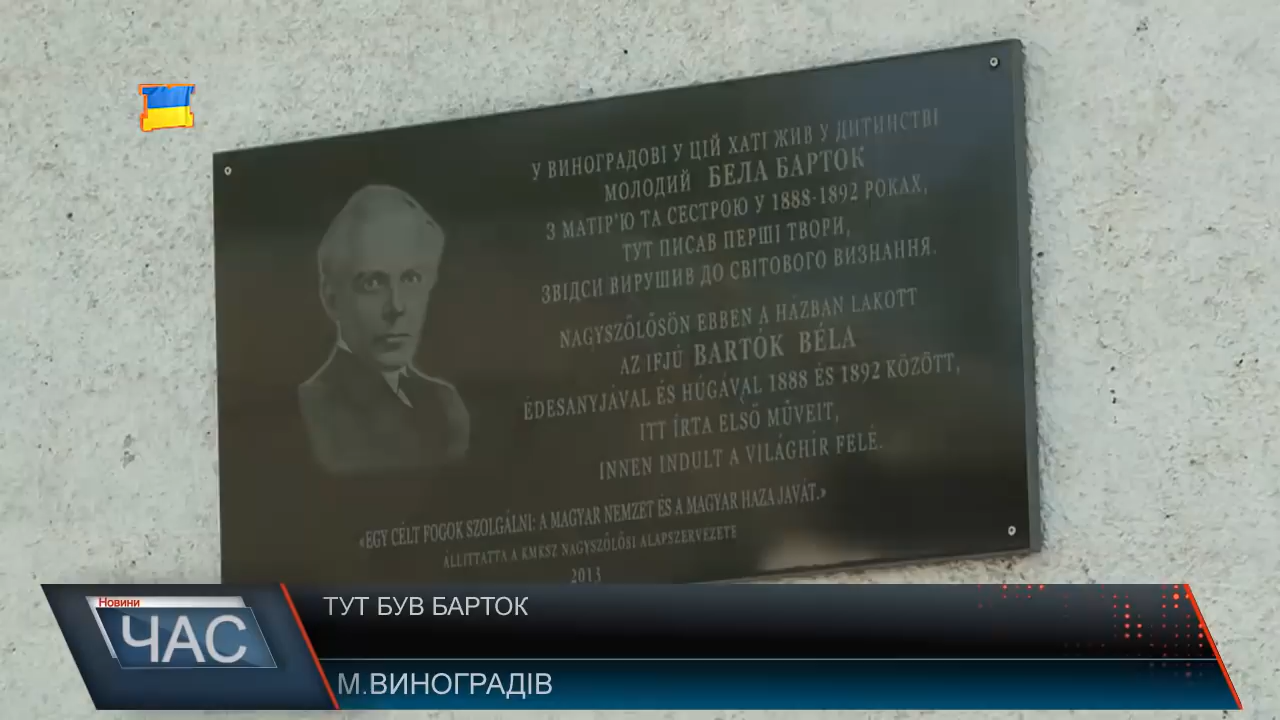 У ВИНОГРАДОВІ У ЦІЙ ХАТІ ЖИВ У ДИТИНСТВІ
МОЛОДИЙ БЕЛА БАРТОК
З МАТІР'Ю ТА СЕСТРОЮ У 1888-1892 РОКАХ,
ТУТ ПИСАВ ПЕРШІ ТВОРИ,
ЗВІДСИ ВИРУШИВ ДО СВІТОВОГО ВИЗНАННЯ.
NAGYSZŐLŐSÖN EBBEN A HÁZBAN LAKOTT
AZ IFJÚ BARTÓK BÉLA
ÉDESANYJÁVAL ÉS HÚGÁVAL 1888 ÉS 1892 KÖZÖTT,
ITT ÍRTA ELSŐ MŰVEIT,
INNEN INDULT A VILÁGHÍR FELÉ.
«EGY CÉLT FOGOK SZOLGÁLNI: A MAGYAR NEMZET ÉS A MAGYAR HAZA JAVÁT.»
ÁLLÍTTATTA A KMKSZ NAGYSZŐLŐSI ALAPSZERVEZETE
2013
Новини
ЧАС
ТУТ БУВ БАРТОК
М.ВИНОГРАДІВ